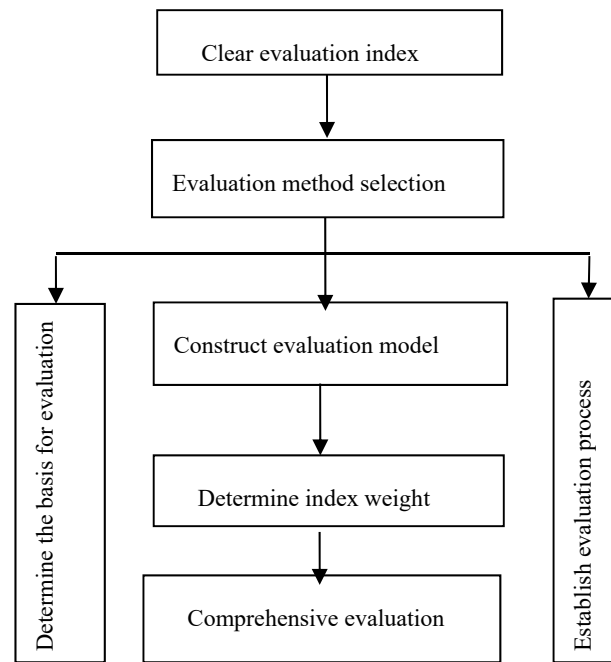 Clear evaluation index
Evaluation method selection
Determine the basis for evaluation
Construct evaluation model
Establish evaluation process
Determine index weight
Comprehensive evaluation